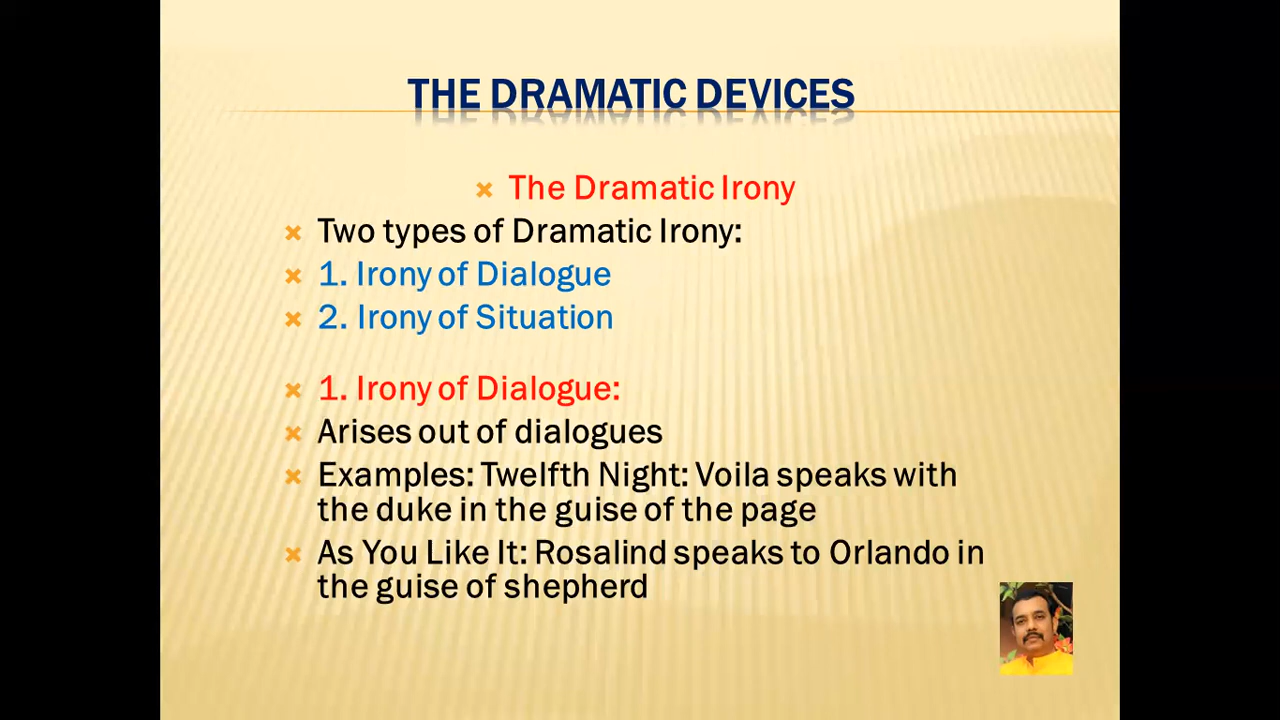 THE DRAMATIC DEVICES
The Dramatic Irony
Two types of Dramatic Irony:
1. Irony of Dialogue
2. Irony of Situation
1. Irony of Dialogue:
Arises out of dialogues
Examples: Twelfth Night: Voila speaks with
the duke in the guise of the page
As You Like It: Rosalind speaks to Orlando in
the guise of shepherd